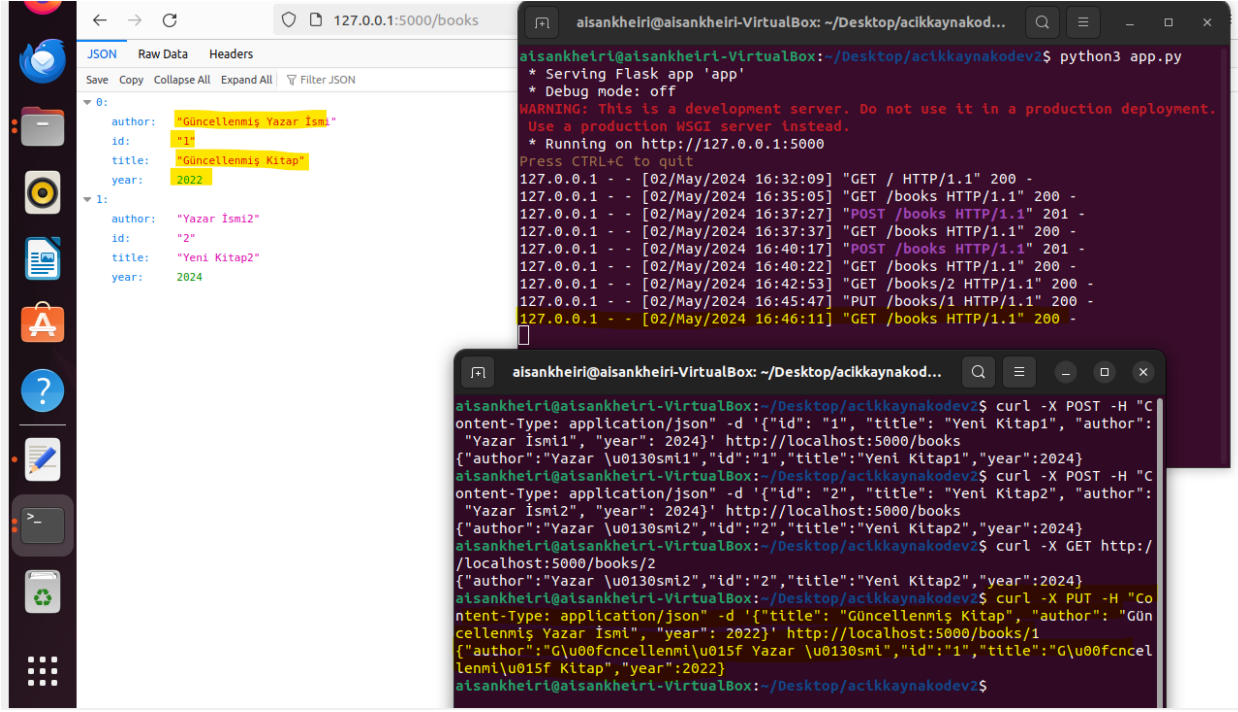 127.0.0.1:5000/books
JSON Raw Data Headers
Save Copy Collapse All Expand All Filter JSON
0:
author: "Güncellenmiş Yazar İsmi"
id: "1"
title: "Güncellenmiş Kitap"
year: 2022
1:
author: "Yazar İsmi2"
id: "2"
title: "Yeni Kitap2"
year: 2024
aisankheiri@aisankheiri-VirtualBox: ~/Desktop/acikkaynakod...
aisankheiri@aisankheiri-VirtualBox:~/Desktop/acikkaynakodev2$ python3 app.py
* Serving Flask app 'app'
* Debug mode: off
WARNING: This is a development server. Do not use it in a production deployment.
Use a production WSGI server instead.
* Running on http://127.0.0.1:5000
Press CTRL+C to quit
127.0.0.1 - - [02/May/2024 16:32:09] "GET / HTTP/1.1" 200 -
127.0.0.1 - - [02/May/2024 16:35:05] "GET /books HTTP/1.1" 200 -
127.0.0.1 - - [02/May/2024 16:37:27] "POST /books HTTP/1.1" 201 -
127.0.0.1 - - [02/May/2024 16:37:37] "GET /books HTTP/1.1" 200 -
127.0.0.1 - - [02/May/2024 16:40:17] "POST /books HTTP/1.1" 201 -
127.0.0.1 - - [02/May/2024 16:40:22] "GET /books HTTP/1.1" 200 -
127.0.0.1 - - [02/May/2024 16:42:53] "GET /books/2 HTTP/1.1" 200 -
127.0.0.1 - - [02/May/2024 16:45:47] "PUT /books/1 HTTP/1.1" 200 -
127.0.0.1 - - [02/May/2024 16:46:11] "GET /books HTTP/1.1" 200 -
aisankheiri@aisankheiri-VirtualBox: ~/Desktop/acikkaynakod...
aisankheiri@aisankheiri-VirtualBox:~/Desktop/acikkaynakodev2$ curl -X POST -H "C
ontent-Type: application/json" -d '{"id": "1", "title": "Yeni Kitap1", "author":
"Yazar İsmi1", "year": 2024}' http://localhost:5000/books
{"author":"Yazar \u0130smi1","id":"1","title":"Yeni Kitap1","year":2024}
aisankheiri@aisankheiri-VirtualBox:~/Desktop/acikkaynakodev2$ curl -X POST -H "C
ontent-Type: application/json" -d '{"id": "2", "title": "Yeni Kitap2", "author":
"Yazar İsmi2", "year": 2024}' http://localhost:5000/books
{"author":"Yazar \u0130smi2","id":"2","title":"Yeni Kitap2","year":2024}
aisankheiri@aisankheiri-VirtualBox:~/Desktop/acikkaynakodev2$ curl -X GET http:/
/localhost:5000/books/2
{"author":"Yazar \u0130smi2","id":"2","title":"Yeni Kitap2","year":2024}
aisankheiri@aisankheiri-VirtualBox:~/Desktop/acikkaynakodev2$ curl -X PUT -H "Co
ntent-Type: application/json" -d '{"title": "Güncellenmiş Kitap", "author": "Gün
cellenmiş Yazar İsmi", "year": 2022}' http://localhost:5000/books/1
{"author":"G\u00fcncellenmi\u015f Yazar \u0130smi","id":"1","title":"G\u00fcncel
lenmi\u015f Kitap","year":2022}
aisankheiri@aisankheiri-VirtualBox:~/Desktop/acikkaynakodev2$